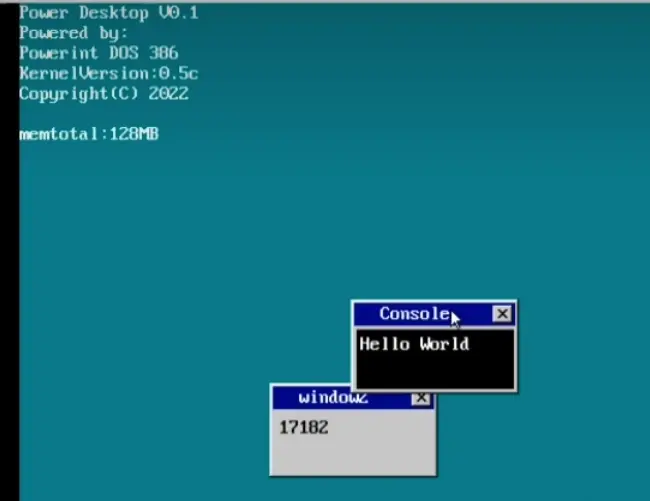 Power Desktop V0.1
Powered by:
Powerint DOS 386
KernelVersion:0.5c
Copyright(C) 2022
memtotal:128MB
Console
Hello World
window2
17182